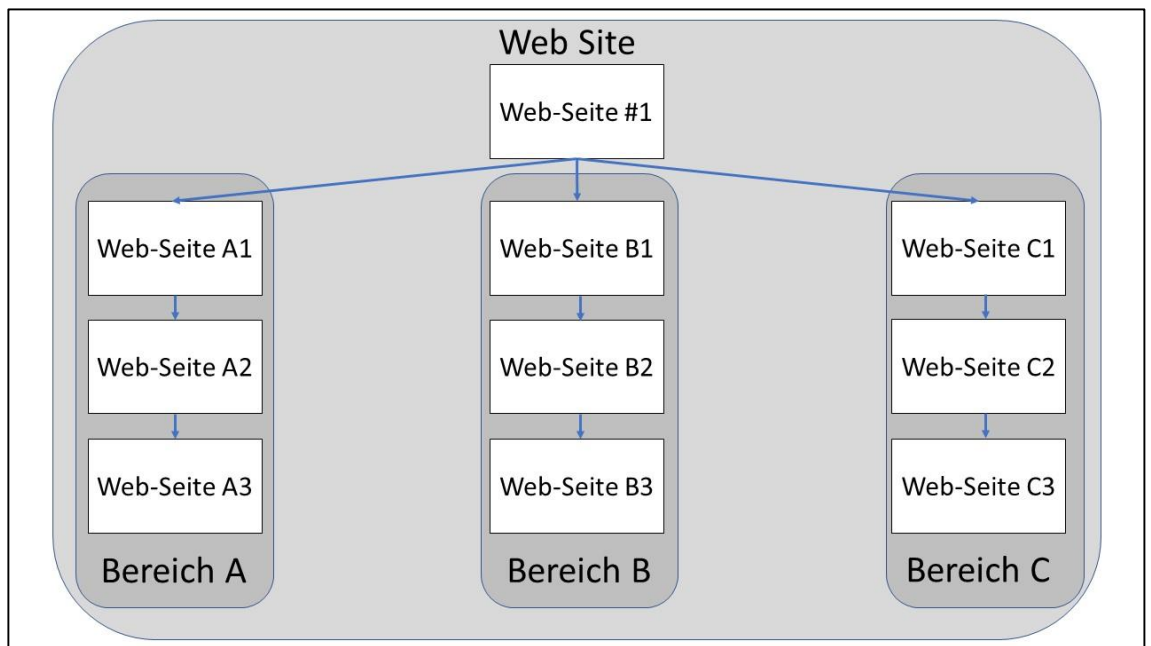 Web Site
Web-Seite #1
Web-Seite A1
Web-Seite A2
Web-Seite A3
Bereich A
Web-Seite B1
Web-Seite B2
Web-Seite B3
Bereich B
Web-Seite C1
Web-Seite C2
Web-Seite C3
Bereich C